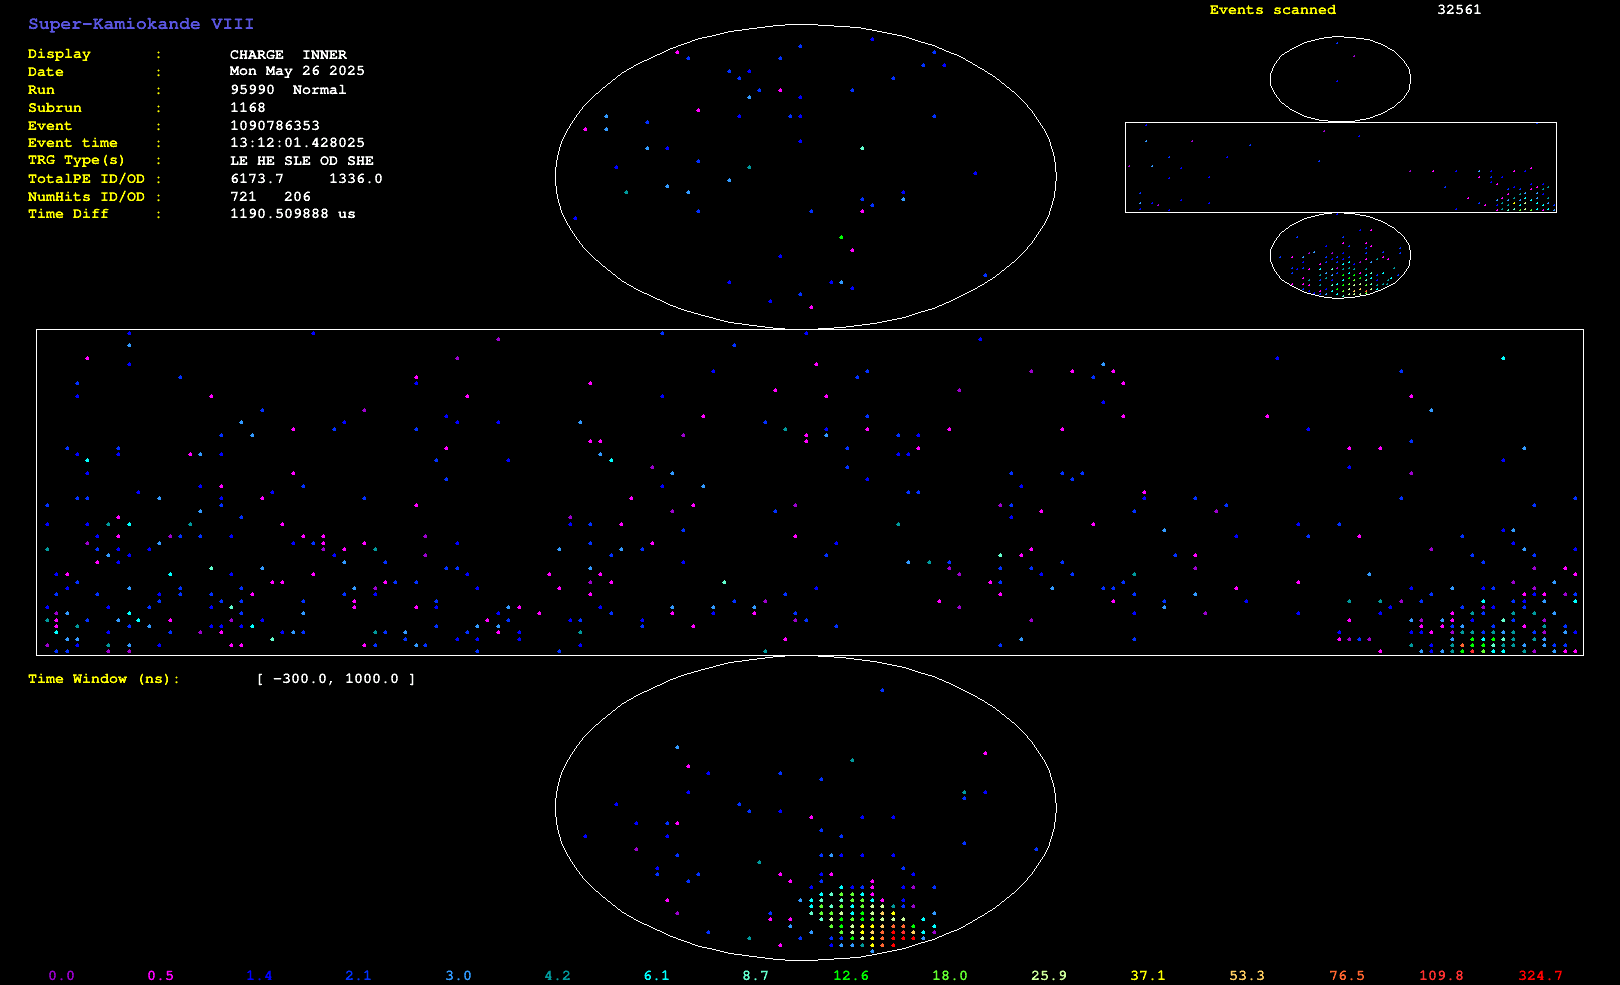 Super-Kamiokande VIII
Events scanned 32561
Display : CHARGE INNER
Date : Mon May 26 2025
Run : 95990 Normal
Subrun : 1168
Event : 1090786353
Event time : 13:12:01.428025
TRG Type(s) : LE HE SLE OD SHE
TotalPE ID/OD : 6173.7 1336.0
NumHits ID/OD : 721 206
Time Diff : 1190.509888 us
Time Window (ns): [ -300.0, 1000.0 ]
0.0 0.5 1.4 2.1 3.0 4.2 6.1 8.7 12.6 18.0 25.9 37.1 53.3 76.5 109.8 324.7